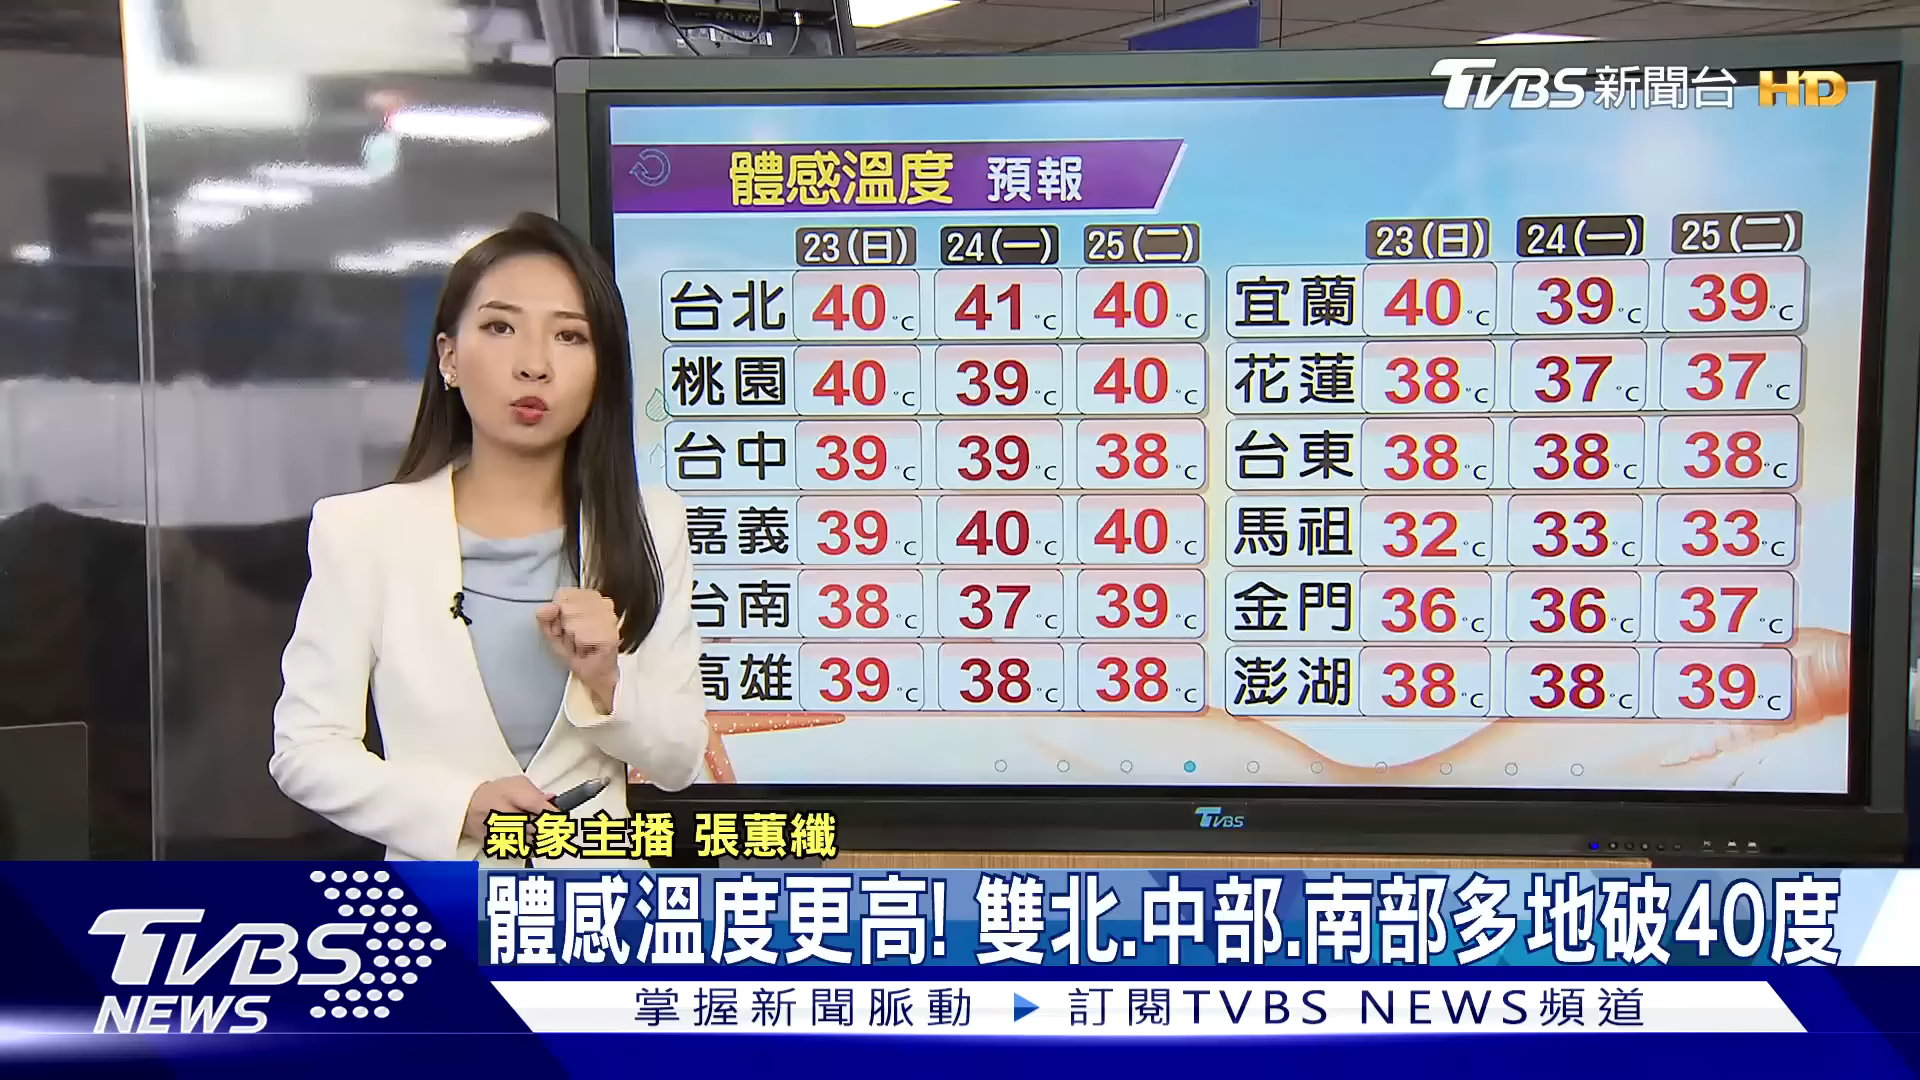 TVBS新聞台 HD
體感溫度 預報
23(日) 24(一) 25(二)
台北 40°C 41°C 40°C
桃園 40°C 39°C 40°C
台中 39°C 39°C 38°C
嘉義 39°C 40°C 40°C
台南 38°C 37°C 39°C
高雄 39°C 38°C 38°C
23(日) 24(一) 25(二)
宜蘭 40°C 39°C 39°C
花蓮 38°C 37°C 37°C
台東 38°C 38°C 38°C
馬祖 32°C 33°C 33°C
金門 36°C 36°C 37°C
澎湖 38°C 38°C 39°C
TVBS
氣象主播 張蕙纖
體感溫度更高! 雙北.中部.南部多地破40度
TVBS
NEWS
掌握新聞脈動 ▶ 訂閱TVBS NEWS頻道